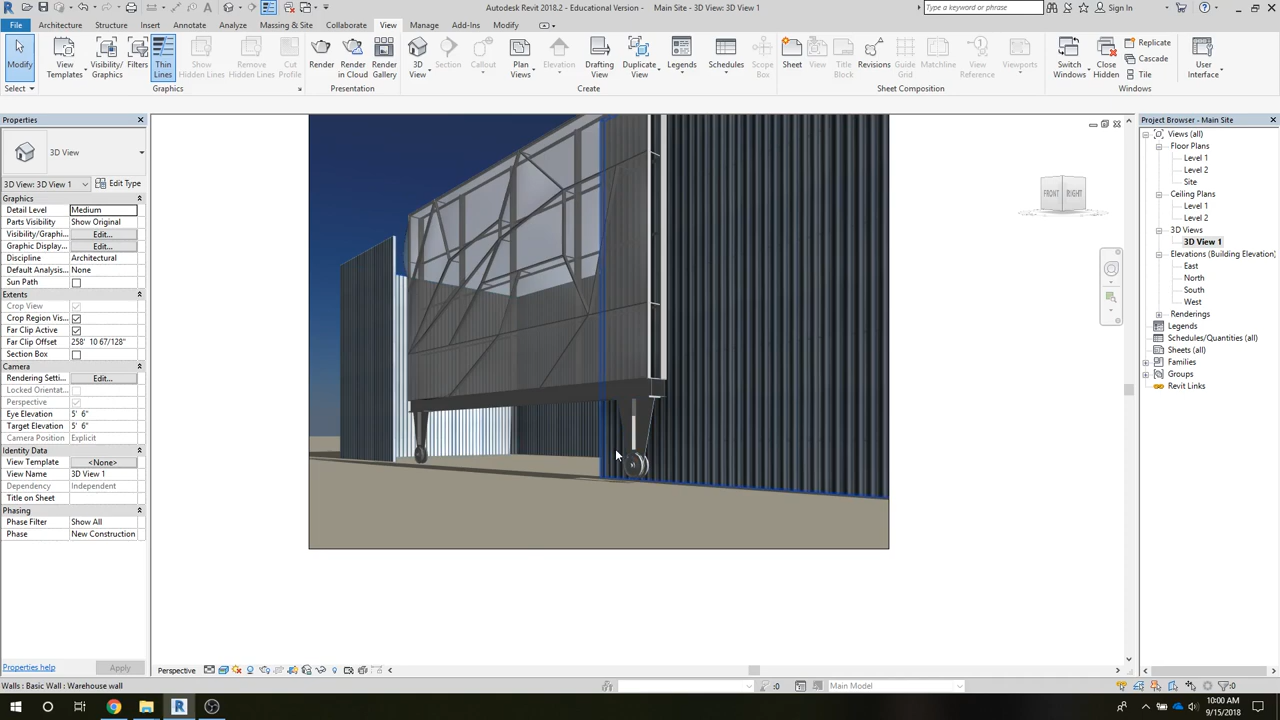 Autodesk Revit 2018.2 - Educational Version - Main Site - 3D View: 3D View 1
Type a keyword or phrase
Sign In
File Architecture Structure Insert Annotate Analyze Massing & Site Collaborate View Manage Add-Ins Modify
Modify
View Templates
Visibility/ Graphics
Filters
Thin Lines
Show Hidden Lines
Remove Hidden Lines
Cut Profile
Render
Render in Cloud
Render Gallery
3D View
Section
Callout
Plan Views
Elevation
Drafting View
Duplicate View
Legends
Schedules
Scope Box
Sheet
View
Title Block
Revisions
Guide Grid
Matchline
View Reference
Viewports
Switch Windows
Close Hidden
Replicate
Cascade
Tile
User Interface
Select
Graphics
Presentation
Create
Sheet Composition
Windows
Properties
3D View
3D View: 3D View 1
Edit Type
Graphics
Detail Level Medium
Parts Visibility Show Original
Visibility/Graphi... Edit...
Graphic Display... Edit...
Discipline Architectural
Default Analysis... None
Sun Path
Extents
Crop View
Crop Region Vis...
Far Clip Active
Far Clip Offset 258' 10 67/128"
Section Box
Camera
Rendering Setti... Edit...
Locked Orientat...
Perspective
Eye Elevation 5' 6"
Target Elevation 5' 6"
Camera Position Explicit
Identity Data
View Template <None>
View Name 3D View 1
Dependency Independent
Title on Sheet
Phasing
Phase Filter Show All
Phase New Construction
Properties help
Apply
FRONT RIGHT
Project Browser - Main Site
Views (all)
Floor Plans
Level 1
Level 2
Site
Ceiling Plans
Level 1
Level 2
3D Views
3D View 1
Elevations (Building Elevation)
East
North
South
West
Renderings
Legends
Schedules/Quantities (all)
Sheets (all)
Families
Groups
Revit Links
Perspective
Walls : Basic Wall : Warehouse wall
:0
Main Model
:0
10:00 AM
9/15/2018